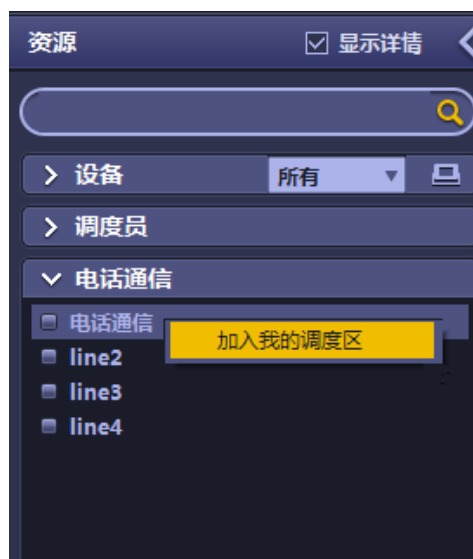 资源 显示详情
设备 所有
调度员
电话通信
电话通信
加入我的调度区
line2
line3
line4